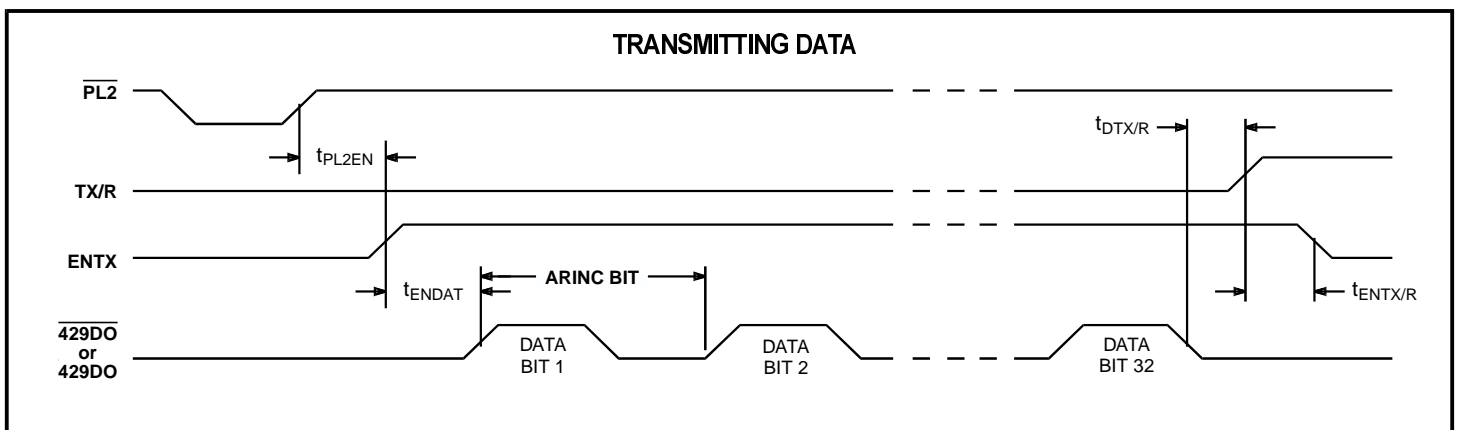 TRANSMITTING DATA
PL2
tDTX/R
tPL2EN
TX/R
ENTX
ARINC BIT
tENDAT
tENTX/R
429DO
or
429DO
DATA
BIT 1
DATA
BIT 2
DATA
BIT 32